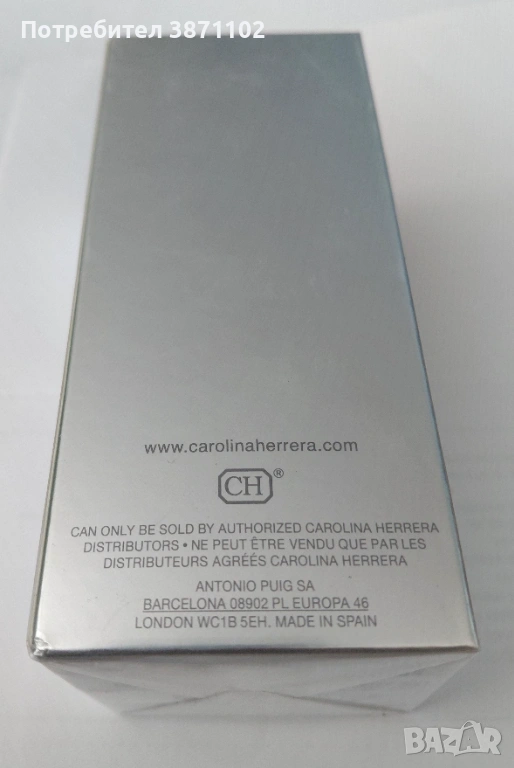 Потребител 3871102
www.carolinaherrera.com
CH®
CAN ONLY BE SOLD BY AUTHORIZED CAROLINA HERRERA
DISTRIBUTORS • NE PEUT ÊTRE VENDU QUE PAR LES
DISTRIBUTEURS AGRÉÉS CAROLINA HERRERA
ANTONIO PUIG SA
BARCELONA 08902 PL EUROPA 46
LONDON WC1B 5EH. MADE IN SPAIN
BAZAR